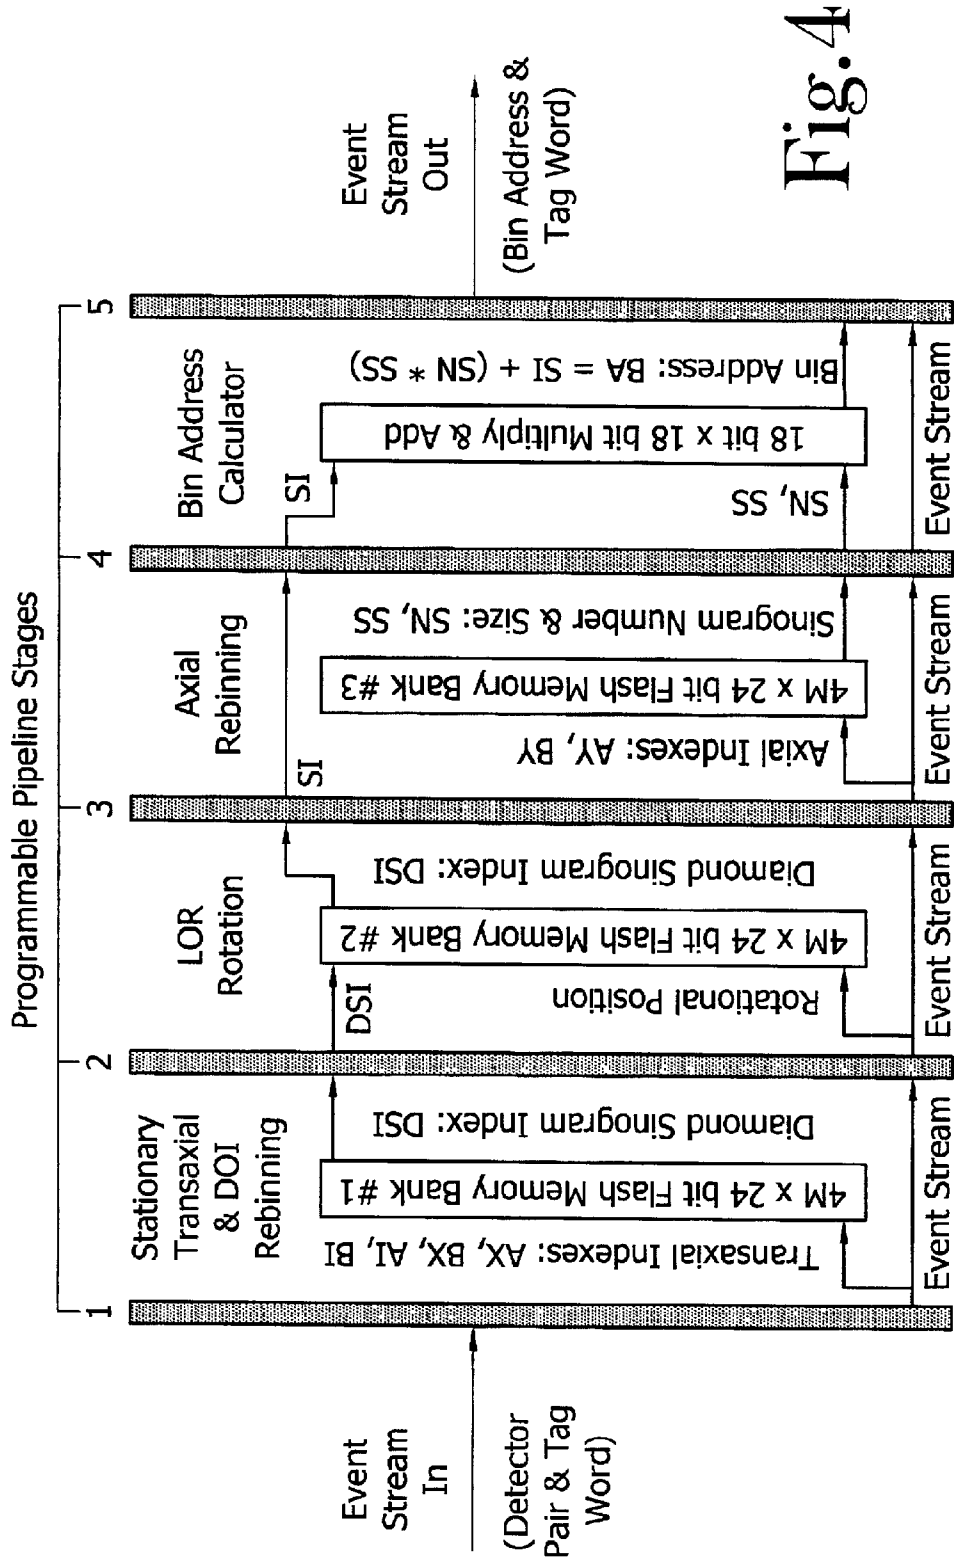 Programmable Pipeline Stages
1
2
3
4
5
Event
Stream
In
(Detector
Pair & Tag
Word)
Stationary
Transaxial
& DOI
Rebinning
Transaxial Indexes: AX, BX, AI, BI
4M x 24 bit Flash Memory Bank #1
Diamond Sinogram Index: DSI
Event Stream
LOR
Rotation
DSI
Rotational Position
4M x 24 bit Flash Memory Bank #2
Diamond Sinogram Index: DSI
Event Stream
Axial
Rebinning
SI
Axial Indexes: AY, BY
4M x 24 bit Flash Memory Bank #3
Sinogram Number & Size: SN, SS
Event Stream
Bin Address
Calculator
SI
SN, SS
18 bit x 18 bit Multiply & Add
Bin Address: BA = SI + (SN * SS)
Event Stream
Event
Stream
Out
(Bin Address &
Tag Word)
Fig.4